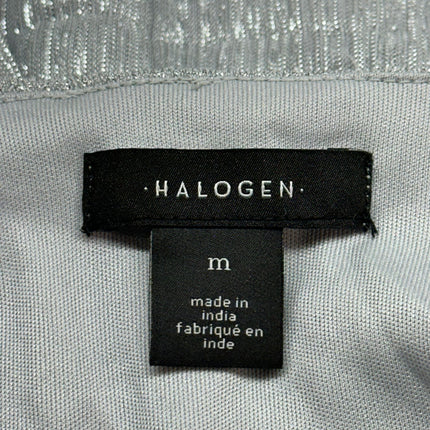 ·HALOGEN·
m
made in
india
fabriqué en
inde